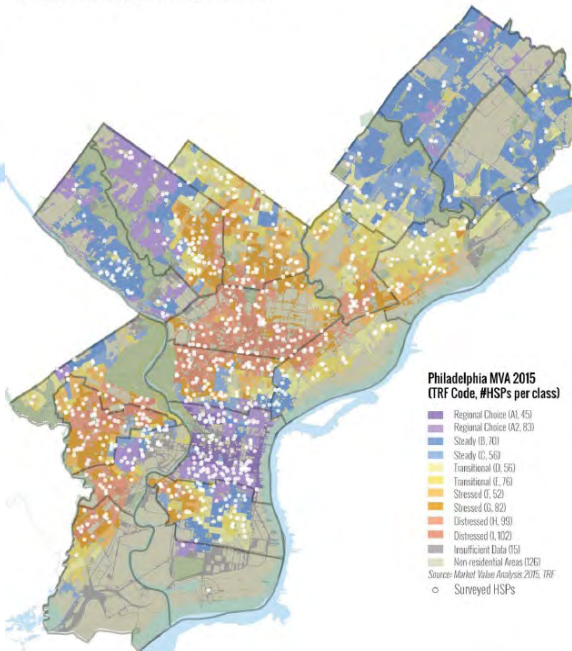 Philadelphia MVA 2015
(TRF Code, #HSPs per class)
Regional Choice (A1, 45)
Regional Choice (A2, 83)
Steady (B, 70)
Steady (C, 56)
Transitional (D, 56)
Transitional (E, 76)
Stressed (F, 52)
Stressed (G, 82)
Distressed (H, 99)
Distressed (I, 102)
Insufficient Data (15)
Non-residential Areas (126)
Source: Market Value Analysis 2015, TRF
Surveyed HSPs